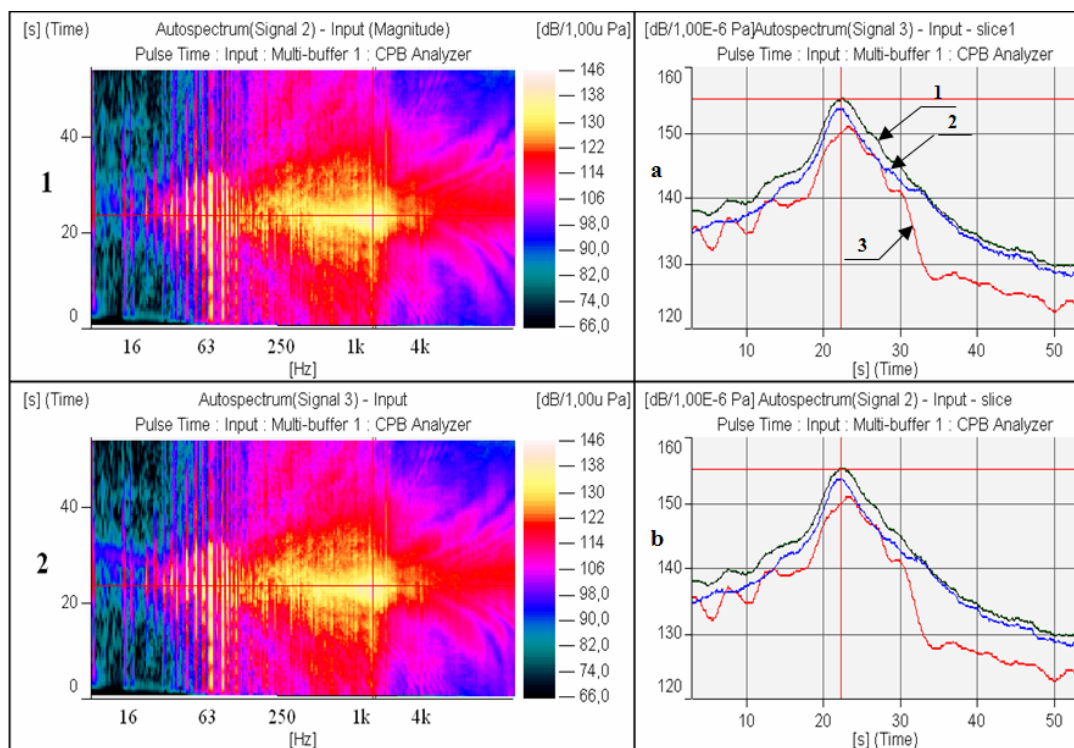 [s] (Time) Autospectrum(Signal 2) - Input (Magnitude) [dB/1,00u Pa]
Pulse Time : Input : Multi-buffer 1 : CPB Analyzer
146
138
130
122
114
106
98,0
90,0
82,0
74,0
66,0
40
20
0
1
16 63 250 1k 4k
[Hz]
[dB/1,00E-6 Pa]Autospectrum(Signal 3) - Input - slice1
Pulse Time : Input : Multi-buffer 1 : CPB Analyzer
160
150
140
130
120
a
1
2
3
10 20 30 40 50
[s] (Time)
[s] (Time) Autospectrum(Signal 3) - Input [dB/1,00u Pa]
Pulse Time : Input : Multi-buffer 1 : CPB Analyzer
146
138
130
122
114
106
98,0
90,0
82,0
74,0
66,0
40
20
0
2
16 63 250 1k 4k
[Hz]
[dB/1,00E-6 Pa] Autospectrum(Signal 2) - Input - slice
Pulse Time : Input : Multi-buffer 1 : CPB Analyzer
160
150
140
130
120
b
10 20 30 40 50
[s] (Time)